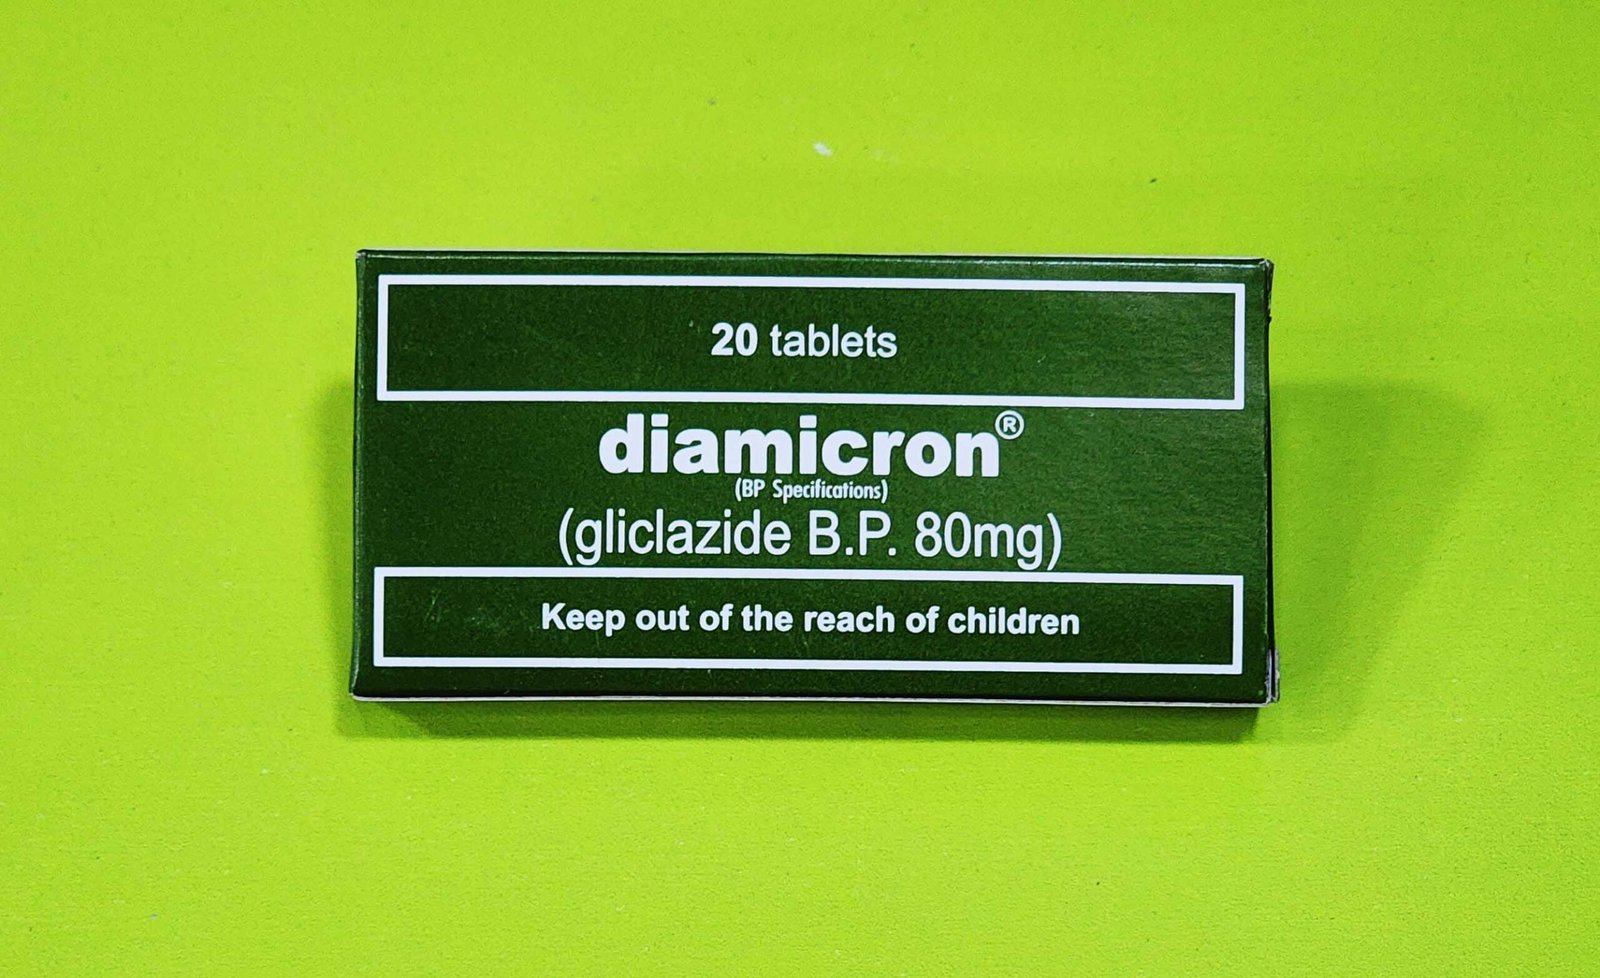 20 tablets
diamicron®
(BP Specifications)
(gliclazide B.P. 80mg)
Keep out of the reach of children